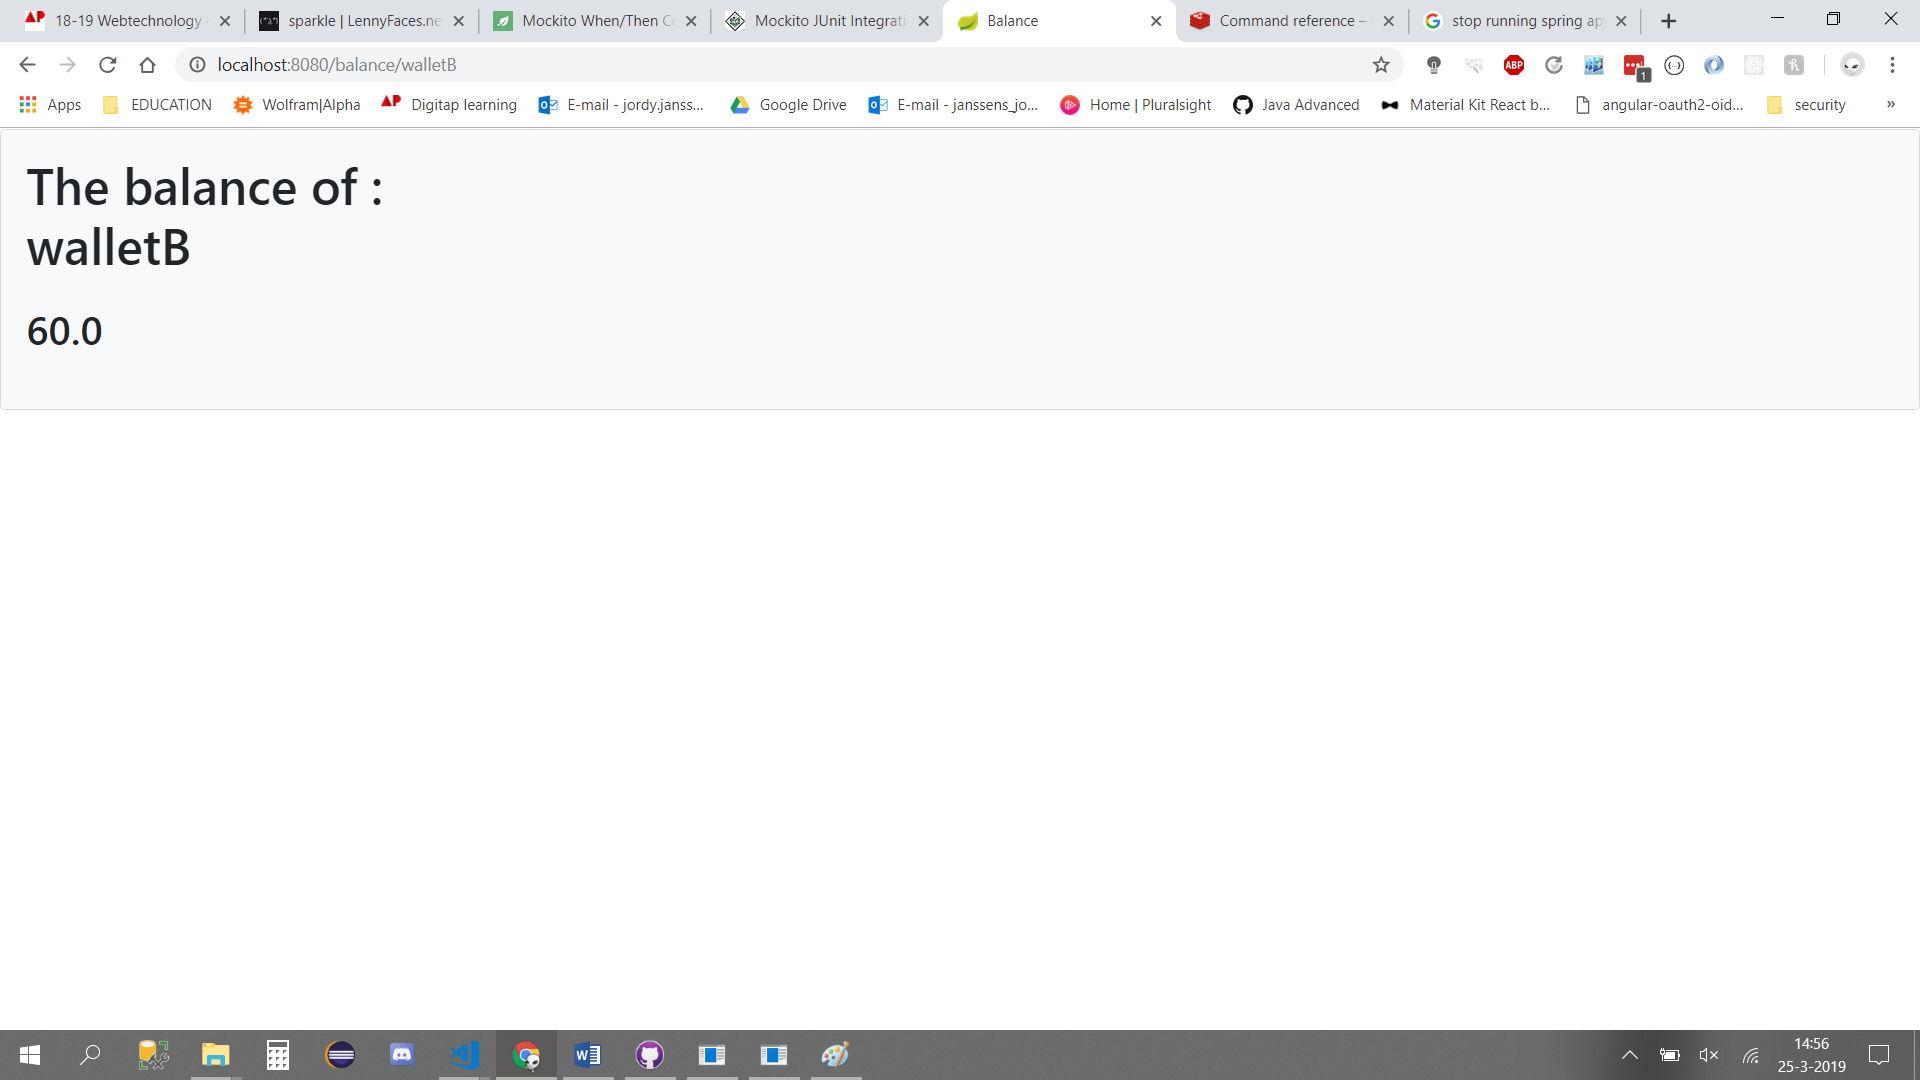 18-19 Webtechnology
sparkle | LennyFaces.ne
Mockito When/Then Co
Mockito JUnit Integrati
Balance
Command reference –
stop running spring ap
localhost:8080/balance/walletB
ABP
1
Apps
EDUCATION
Wolfram|Alpha
Digitap learning
E-mail - jordy.janss...
Google Drive
E-mail - janssens_jo...
Home | Pluralsight
Java Advanced
Material Kit React b...
angular-oauth2-oid...
security
»
The balance of :
walletB
60.0
14:56
25-3-2019